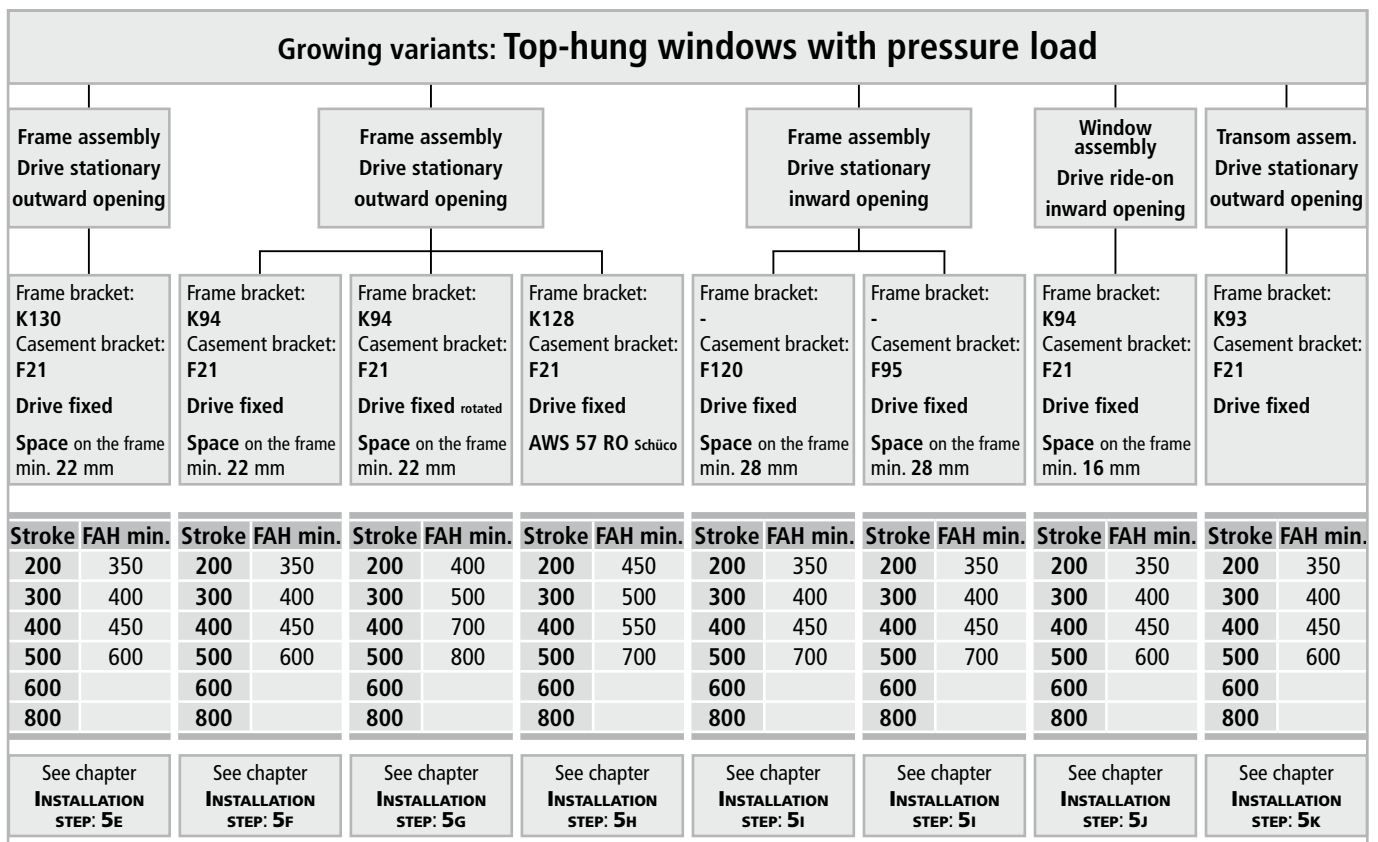 Growing variants: Top-hung windows with pressure load
Frame assembly
Drive stationary
outward opening
Frame assembly
Drive stationary
outward opening
Frame assembly
Drive stationary
inward opening
Window
assembly
Drive ride-on
inward opening
Transom assem.
Drive stationary
outward opening
Frame bracket:
K130
Casement bracket:
F21
Drive fixed
Space on the frame
min. 22 mm
Frame bracket:
K94
Casement bracket:
F21
Drive fixed
Space on the frame
min. 22 mm
Frame bracket:
K94
Casement bracket:
F21
Drive fixed rotated
Space on the frame
min. 22 mm
Frame bracket:
K128
Casement bracket:
F21
Drive fixed
AWS 57 RO Schüco
Frame bracket:
-
Casement bracket:
F120
Drive fixed
Space on the frame
min. 28 mm
Frame bracket:
-
Casement bracket:
F95
Drive fixed
Space on the frame
min. 28 mm
Frame bracket:
K94
Casement bracket:
F21
Drive fixed
Space on the frame
min. 16 mm
Frame bracket:
K93
Casement bracket:
F21
Drive fixed
Stroke FAH min. Stroke FAH min. Stroke FAH min. Stroke FAH min. Stroke FAH min. Stroke FAH min. Stroke FAH min. Stroke FAH min.
200 350 200 350 200 400 200 450 200 350 200 350 200 350 200 350
300 400 300 400 300 500 300 500 300 400 300 400 300 400 300 400
400 450 400 450 400 700 400 550 400 450 400 450 400 450 400 450
500 600 500 600 500 800 500 700 500 700 500 700 500 600 500 600
600 600 600 600 600 600 600 600
800 800 800 800 800 800 800 800
See chapter
INSTALLATION
STEP: 5E
See chapter
INSTALLATION
STEP: 5F
See chapter
INSTALLATION
STEP: 5G
See chapter
INSTALLATION
STEP: 5H
See chapter
INSTALLATION
STEP: 5I
See chapter
INSTALLATION
STEP: 5I
See chapter
INSTALLATION
STEP: 5J
See chapter
INSTALLATION
STEP: 5K